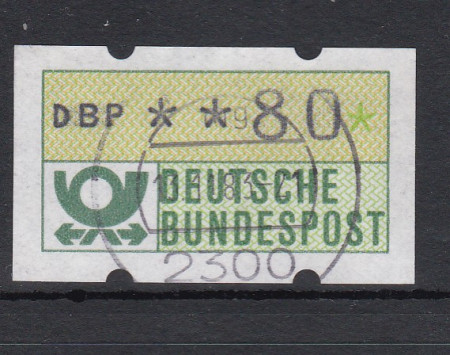 DBP **80*
DEUTSCHE
BUNDESPOST
2300